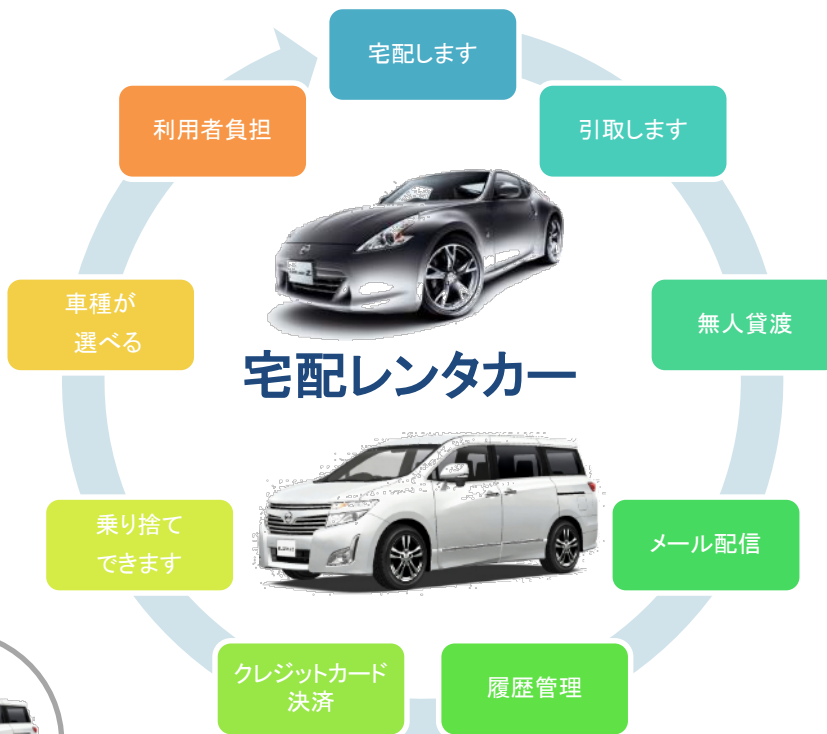 宅配します
引取します
無人貸渡
メール配信
履歴管理
クレジットカード
決済
乗り捨て
できます
車種が
選べる
利用者負担
宅配レンタカー